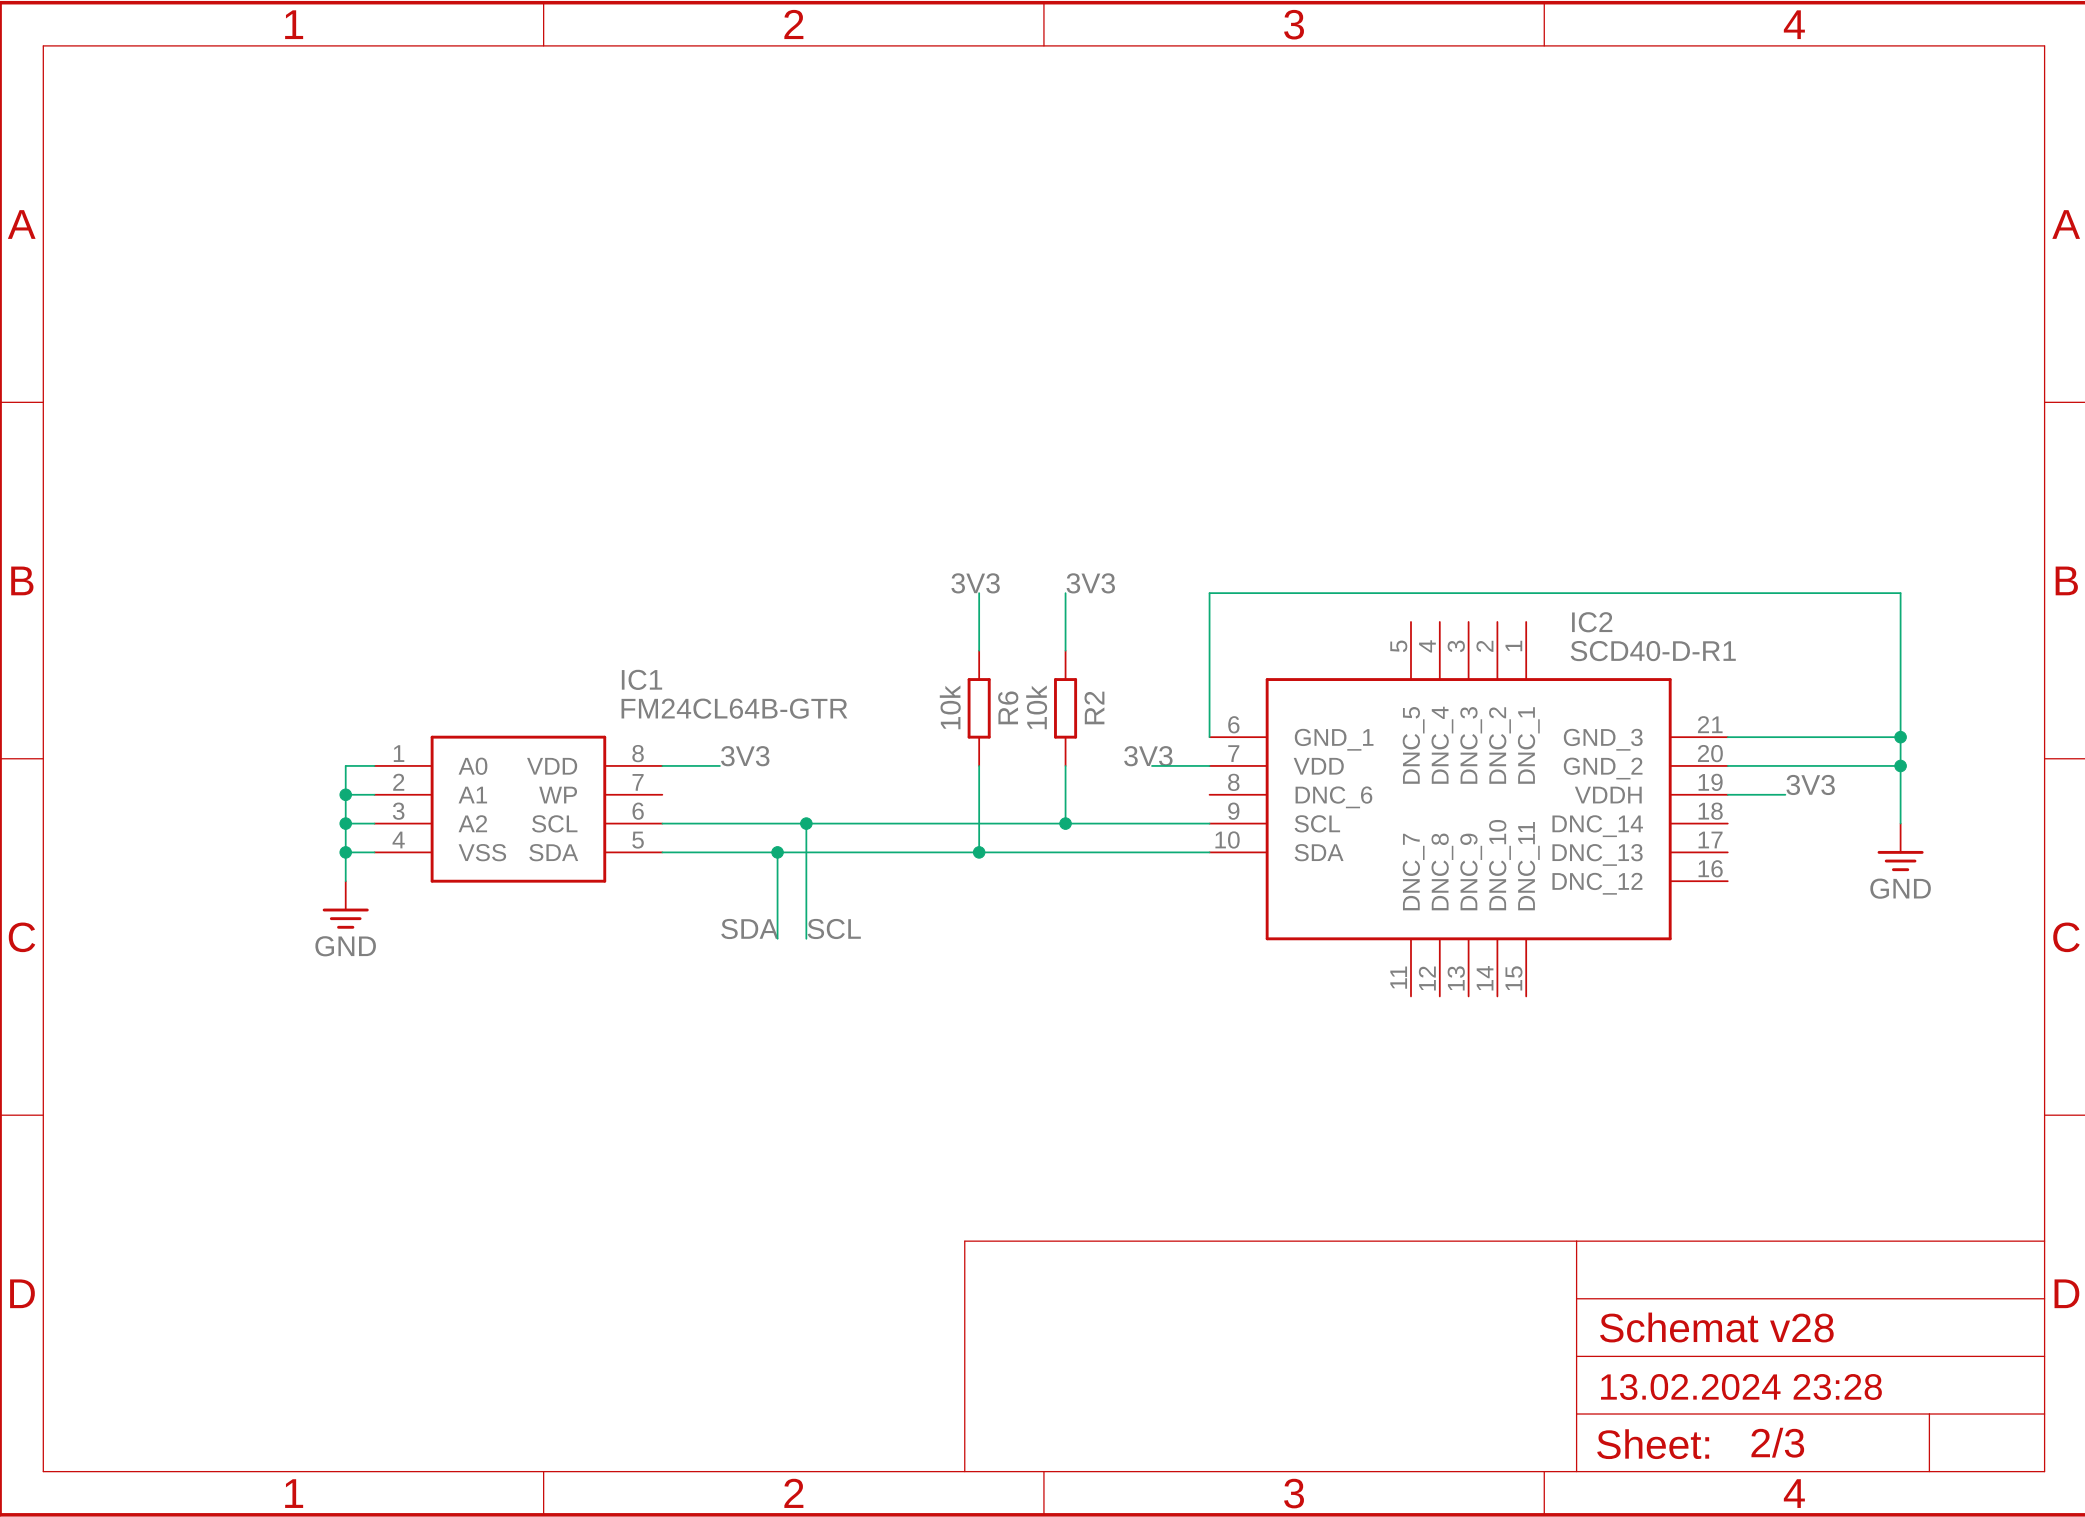 1 2 3 4
A A
B B
C C
D D
3V3 3V3
10k R6 10k R2
IC1
FM24CL64B-GTR
1 A0 VDD 8 3V3
2 A1 WP 7
3 A2 SCL 6
4 VSS SDA 5
GND
SDA SCL
IC2
SCD40-D-R1
5 4 3 2 1
DNC_5 DNC_4 DNC_3 DNC_2 DNC_1
6 GND_1 GND_3 21
3V3 7 VDD GND_2 20
8 DNC_6 VDDH 19 3V3
9 SCL DNC_14 18
10 SDA DNC_13 17
DNC_12 16
DNC_7 DNC_8 DNC_9 DNC_10 DNC_11
11 12 13 14 15
GND
Schemat v28
13.02.2024 23:28
Sheet: 2/3
1 2 3 4